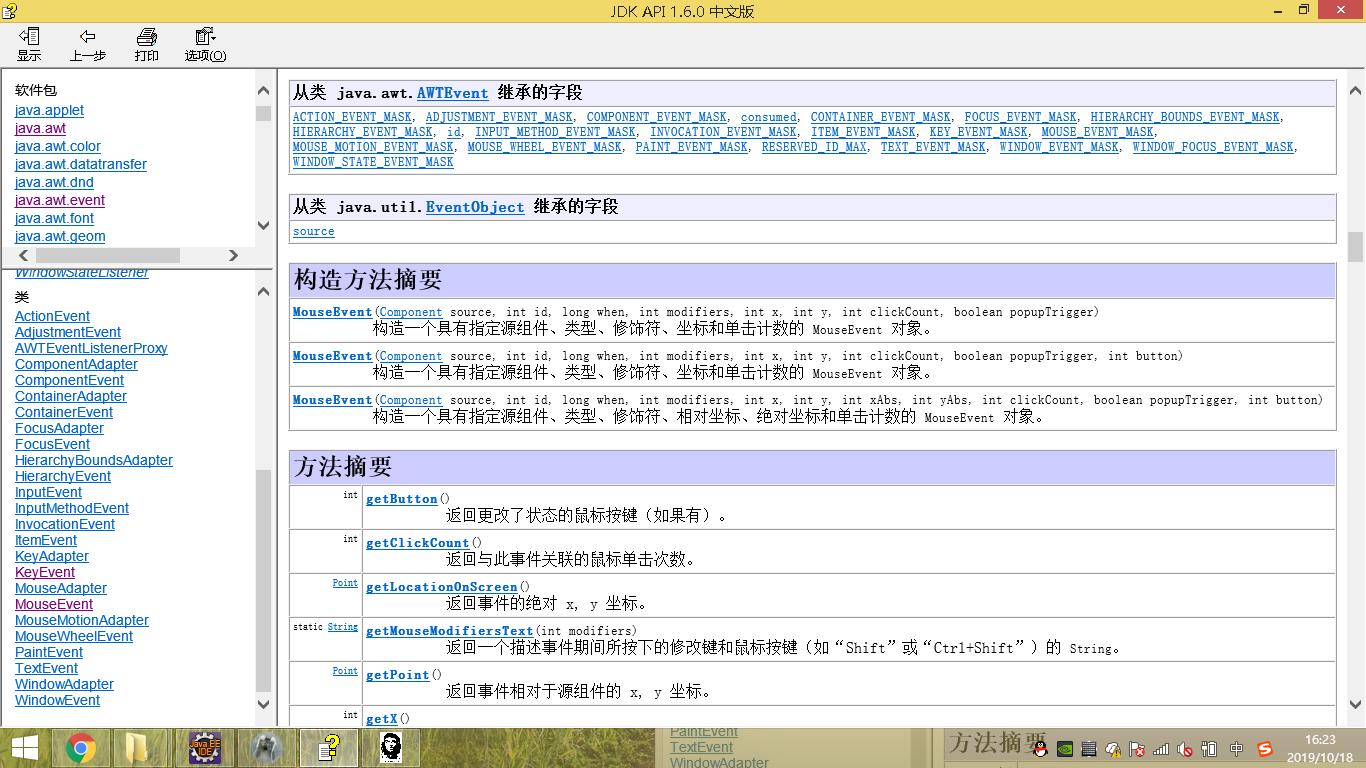 JDK API 1.6.0 中文版
显示 上一步 打印 选项(O)
软件包
java.applet
java.awt
java.awt.color
java.awt.datatransfer
java.awt.dnd
java.awt.event
java.awt.font
java.awt.geom
WindowStateListener
类
ActionEvent
AdjustmentEvent
AWTEventListenerProxy
ComponentAdapter
ComponentEvent
ContainerAdapter
ContainerEvent
FocusAdapter
FocusEvent
HierarchyBoundsAdapter
HierarchyEvent
InputEvent
InputMethodEvent
InvocationEvent
ItemEvent
KeyAdapter
KeyEvent
MouseAdapter
MouseEvent
MouseMotionAdapter
MouseWheelEvent
PaintEvent
TextEvent
WindowAdapter
WindowEvent
从类 java.awt.AWTEvent 继承的字段
ACTION_EVENT_MASK, ADJUSTMENT_EVENT_MASK, COMPONENT_EVENT_MASK, consumed, CONTAINER_EVENT_MASK, FOCUS_EVENT_MASK, HIERARCHY_BOUNDS_EVENT_MASK,
HIERARCHY_EVENT_MASK, id, INPUT_METHOD_EVENT_MASK, INVOCATION_EVENT_MASK, ITEM_EVENT_MASK, KEY_EVENT_MASK, MOUSE_EVENT_MASK,
MOUSE_MOTION_EVENT_MASK, MOUSE_WHEEL_EVENT_MASK, PAINT_EVENT_MASK, RESERVED_ID_MAX, TEXT_EVENT_MASK, WINDOW_EVENT_MASK, WINDOW_FOCUS_EVENT_MASK,
WINDOW_STATE_EVENT_MASK
从类 java.util.EventObject 继承的字段
source
构造方法摘要
MouseEvent(Component source, int id, long when, int modifiers, int x, int y, int clickCount, boolean popupTrigger)
构造一个具有指定源组件、类型、修饰符、坐标和单击计数的 MouseEvent 对象。
MouseEvent(Component source, int id, long when, int modifiers, int x, int y, int clickCount, boolean popupTrigger, int button)
构造一个具有指定源组件、类型、修饰符、坐标和单击计数的 MouseEvent 对象。
MouseEvent(Component source, int id, long when, int modifiers, int x, int y, int xAbs, int yAbs, int clickCount, boolean popupTrigger, int button)
构造一个具有指定源组件、类型、修饰符、相对坐标、绝对坐标和单击计数的 MouseEvent 对象。
方法摘要
int getButton()
返回更改了状态的鼠标按键（如果有）。
int getClickCount()
返回与此事件关联的鼠标单击次数。
Point getLocationOnScreen()
返回事件的绝对 x, y 坐标。
static String getMouseModifiersText(int modifiers)
返回一个描述事件期间所按下的修改键和鼠标按键（如“Shift”或“Ctrl+Shift”）的 String。
Point getPoint()
返回事件相对于源组件的 x, y 坐标。
int getX()
Java EE
IDE
PaintEvent
TextEvent
WindowAdapter
方法摘要
中
16:23
2019/10/18